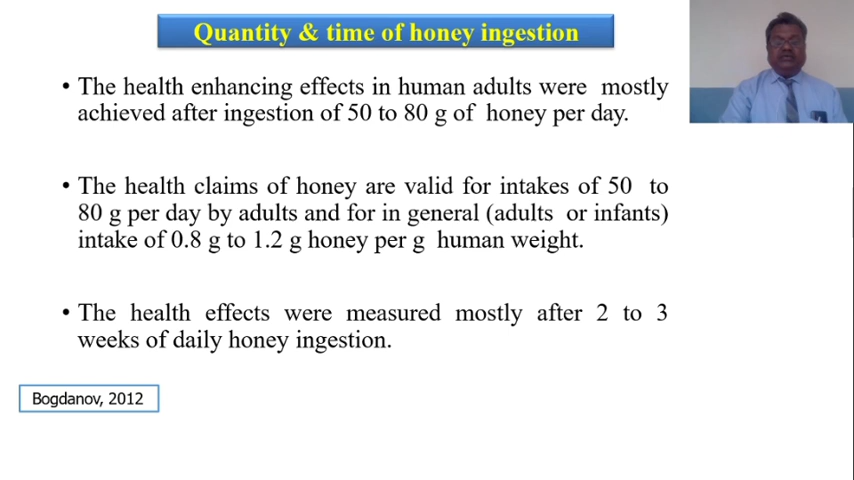 Quantity & time of honey ingestion
• The health enhancing effects in human adults were mostly
achieved after ingestion of 50 to 80 g of honey per day.
• The health claims of honey are valid for intakes of 50 to
80 g per day by adults and for in general (adults or infants)
intake of 0.8 g to 1.2 g honey per g human weight.
• The health effects were measured mostly after 2 to 3
weeks of daily honey ingestion.
Bogdanov, 2012